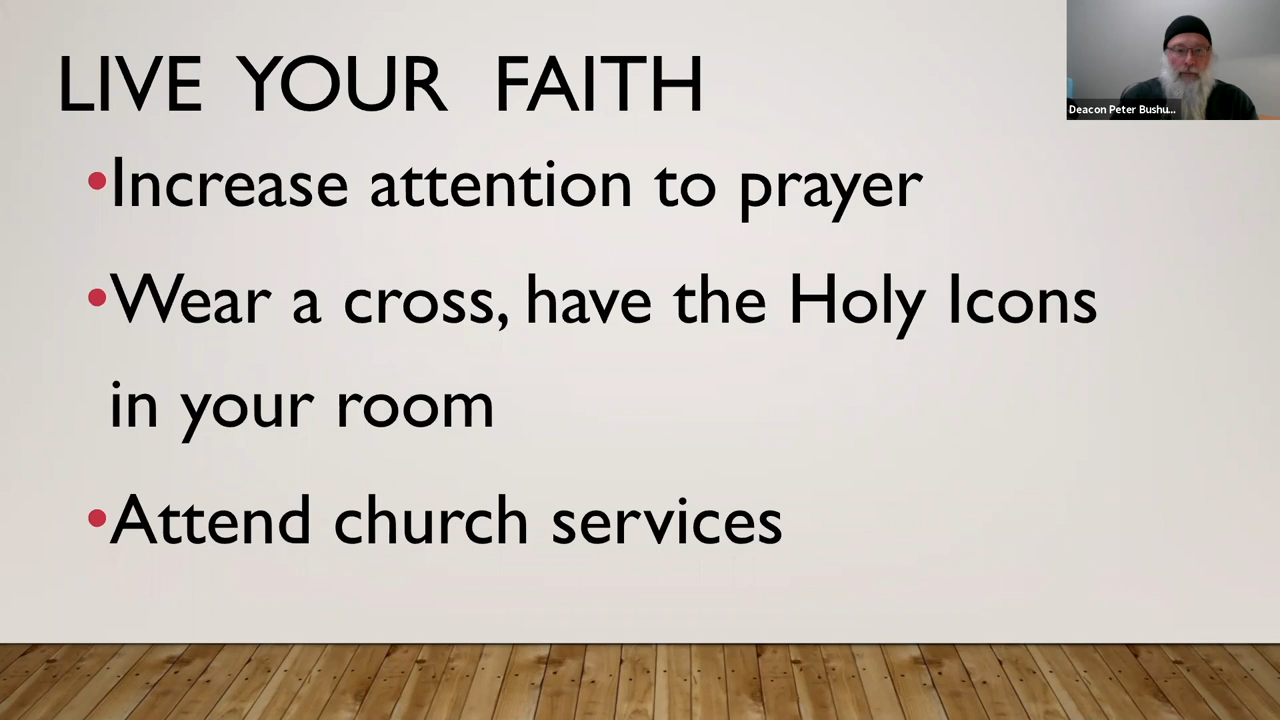 LIVE YOUR FAITH
Deacon Peter Bushu...
•Increase attention to prayer
•Wear a cross, have the Holy Icons
in your room
•Attend church services